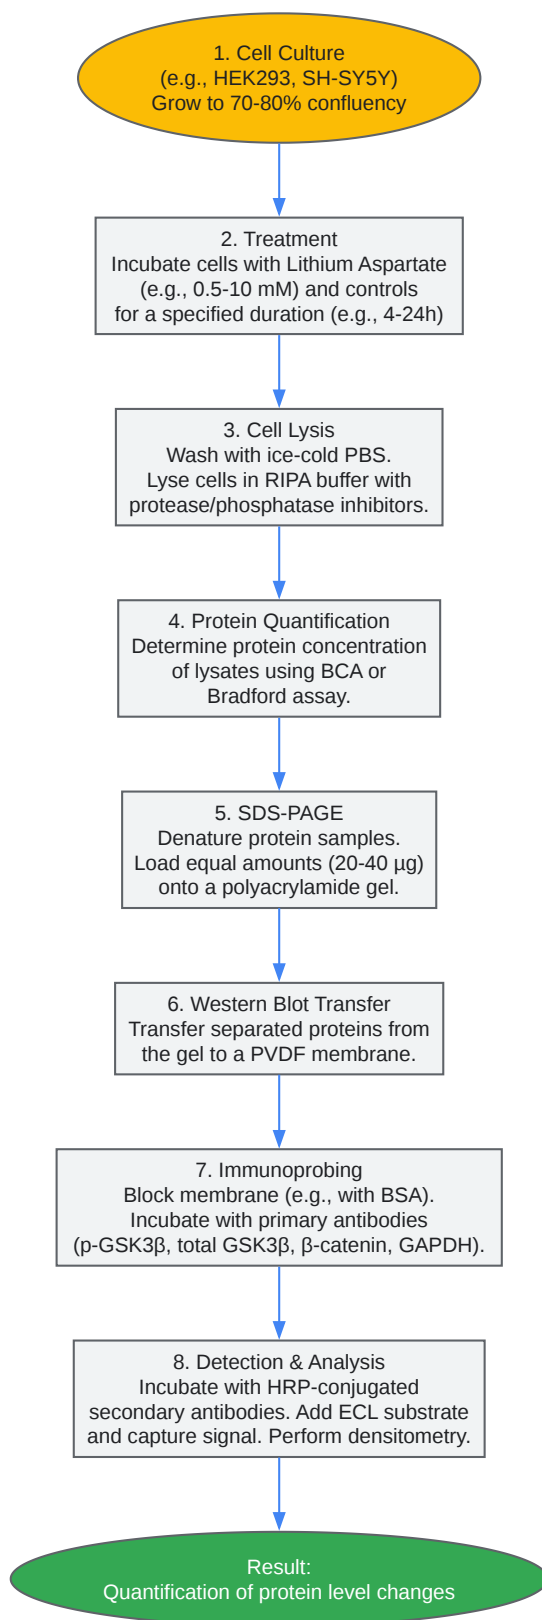 1. Cell Culture
(e.g., HEK293, SH-SY5Y)
Grow to 70-80% confluency
2. Treatment
Incubate cells with Lithium Aspartate
(e.g., 0.5-10 mM) and controls
for a specified duration (e.g., 4-24h)
3. Cell Lysis
Wash with ice-cold PBS.
Lyse cells in RIPA buffer with
protease/phosphatase inhibitors.
4. Protein Quantification
Determine protein concentration
of lysates using BCA or
Bradford assay.
5. SDS-PAGE
Denature protein samples.
Load equal amounts (20-40 µg)
onto a polyacrylamide gel.
6. Western Blot Transfer
Transfer separated proteins from
the gel to a PVDF membrane.
7. Immunoprobing
Block membrane (e.g., with BSA).
Incubate with primary antibodies
(p-GSK3β, total GSK3β, β-catenin, GAPDH).
8. Detection & Analysis
Incubate with HRP-conjugated
secondary antibodies. Add ECL substrate
and capture signal. Perform densitometry.
Result:
Quantification of protein level changes